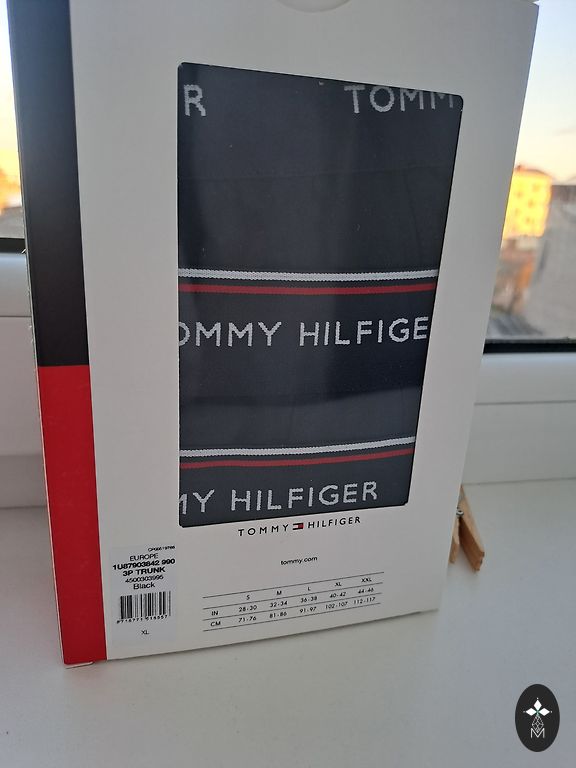 R TOMM
OMMY HILFIGE
MY HILFIGER
TOMMY HILFIGER
EUROPE
1U87903842 990
3P TRUNK
4500303995
Black
XL
tommy.com
S M L XL XXL
IN 28-30 32-34 36-38 40-42 44-46
CM 71-76 81-86 91-97 102-107 112-117
M